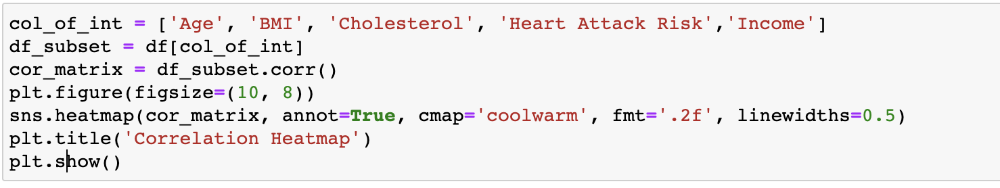 col_of_int = ['Age', 'BMI', 'Cholesterol', 'Heart Attack Risk','Income']
df_subset = df[col_of_int]
cor_matrix = df_subset.corr()
plt.figure(figsize=(10, 8))
sns.heatmap(cor_matrix, annot=True, cmap='coolwarm', fmt='.2f', linewidths=0.5)
plt.title('Correlation Heatmap')
plt.show()